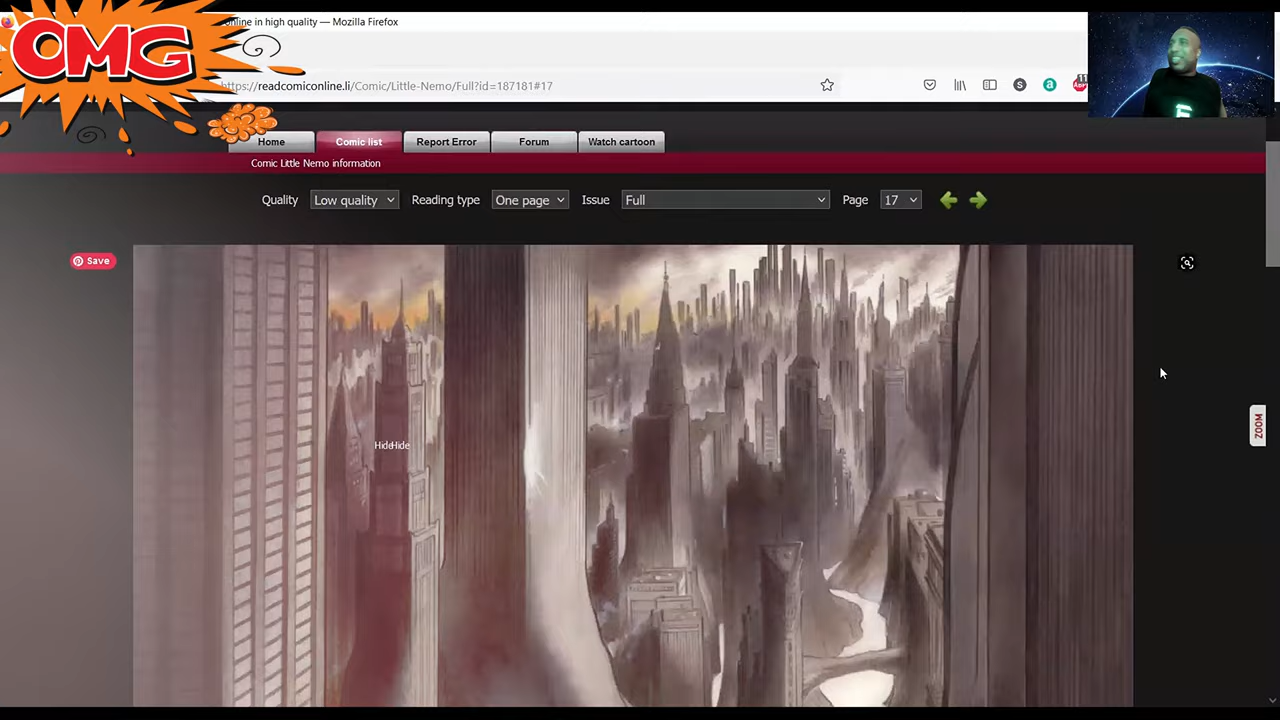 online in high quality — Mozilla Firefox
OMG
https://readcomiconline.li/Comic/Little-Nemo/Full?id=187181#17
Home
Comic list
Report Error
Forum
Watch cartoon
Comic Little Nemo information
Quality
Low quality
Reading type
One page
Issue
Full
Page
17
Save
HideHide
ZOOM